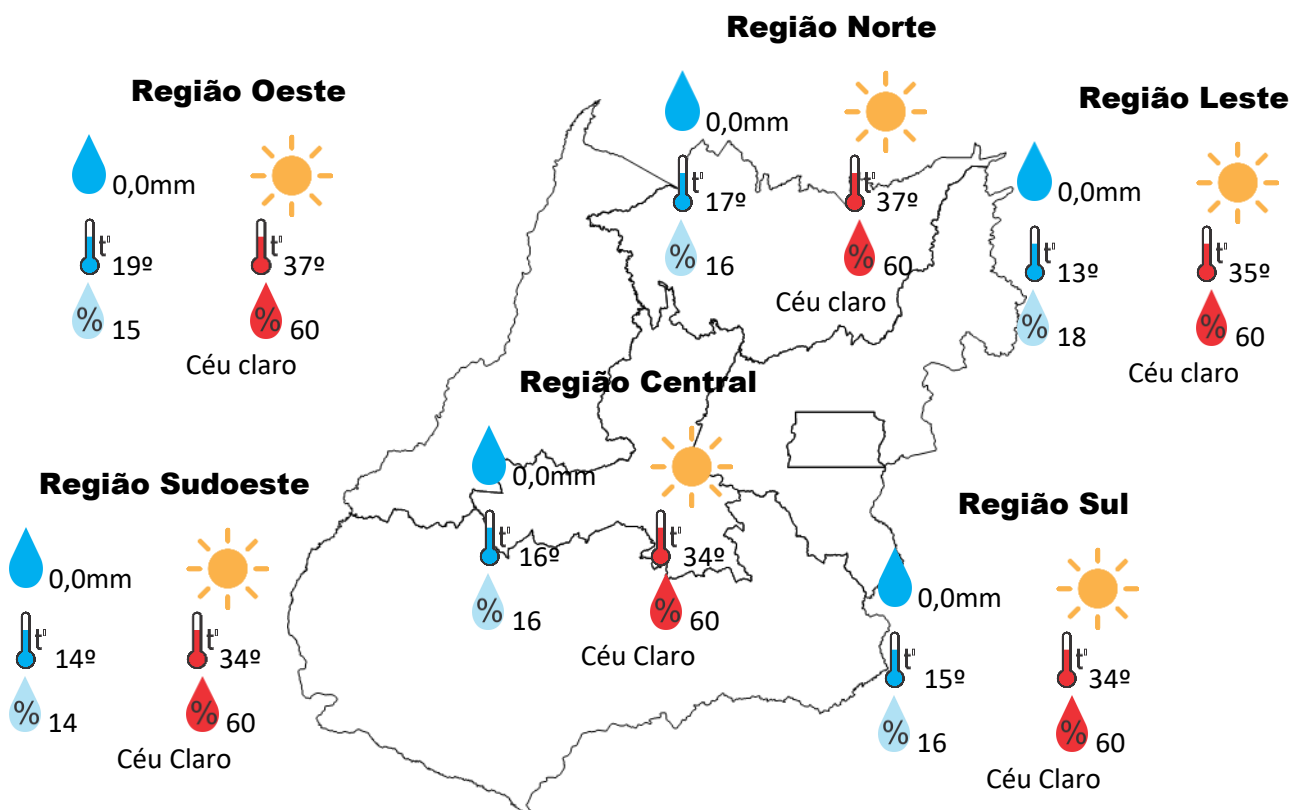 Região Norte
0,0mm
t°
17º
t°
37º
%
16
%
60
Céu claro
Região Oeste
0,0mm
t°
19º
t°
37º
%
15
%
60
Céu claro
Região Leste
0,0mm
t°
13º
t°
35º
%
18
%
60
Céu claro
Região Central
0,0mm
t°
16º
t°
34º
%
16
%
60
Céu Claro
Região Sudoeste
0,0mm
t°
14º
t°
34º
%
14
%
60
Céu Claro
Região Sul
0,0mm
t°
15º
t°
34º
%
16
%
60
Céu Claro